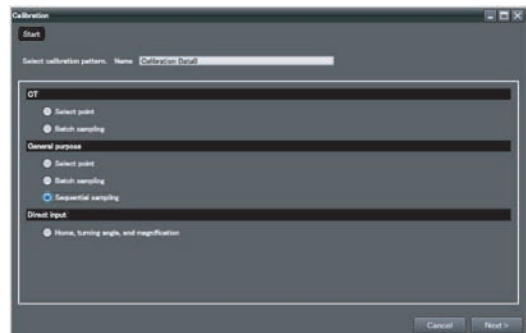 Calibration
Start
Select calibration pattern. Name Calibration Data0
OT
Select point
Batch sampling
General purpose
Select point
Batch sampling
Sequential sampling
Direct input
Home, turning angle, and magnification
Cancel Next >